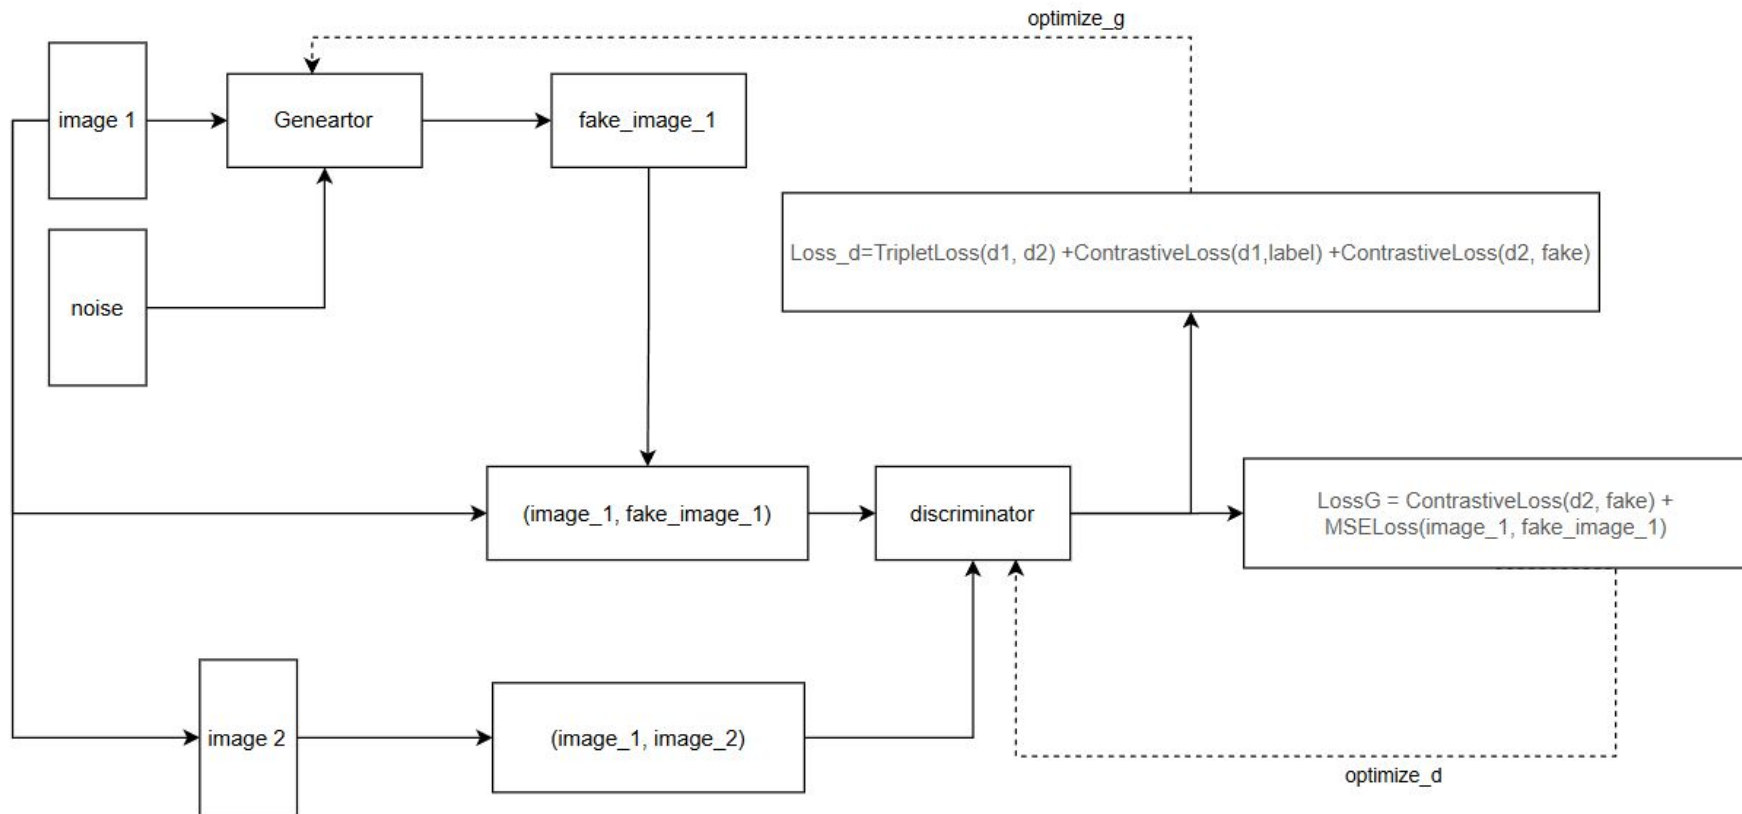 optimize_g
image 1
Geneartor
fake_image_1
Loss_d=TripletLoss(d1, d2) +ContrastiveLoss(d1,label) +ContrastiveLoss(d2, fake)
noise
(image_1, fake_image_1)
discriminator
LossG = ContrastiveLoss(d2, fake) +
MSELoss(image_1, fake_image_1)
image 2
(image_1, image_2)
optimize_d